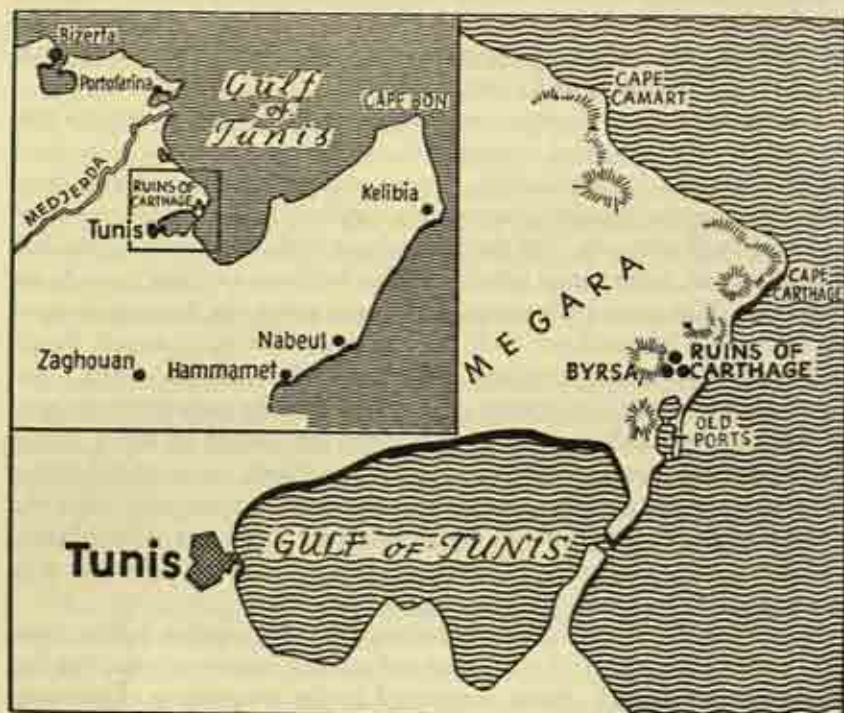 Bizerta
Portofarina
Gulf
of
Tunis
CAPE BON
MEDJERDA
RUINS OF
CARTHAGE
Tunis
Kelibia
Nabeul
Zaghouan
Hammamet
CAPE
CAMART
MEGARA
CAPE
CARTHAGE
BYRSA
RUINS OF
CARTHAGE
OLD
PORTS
GULF OF TUNIS
Tunis